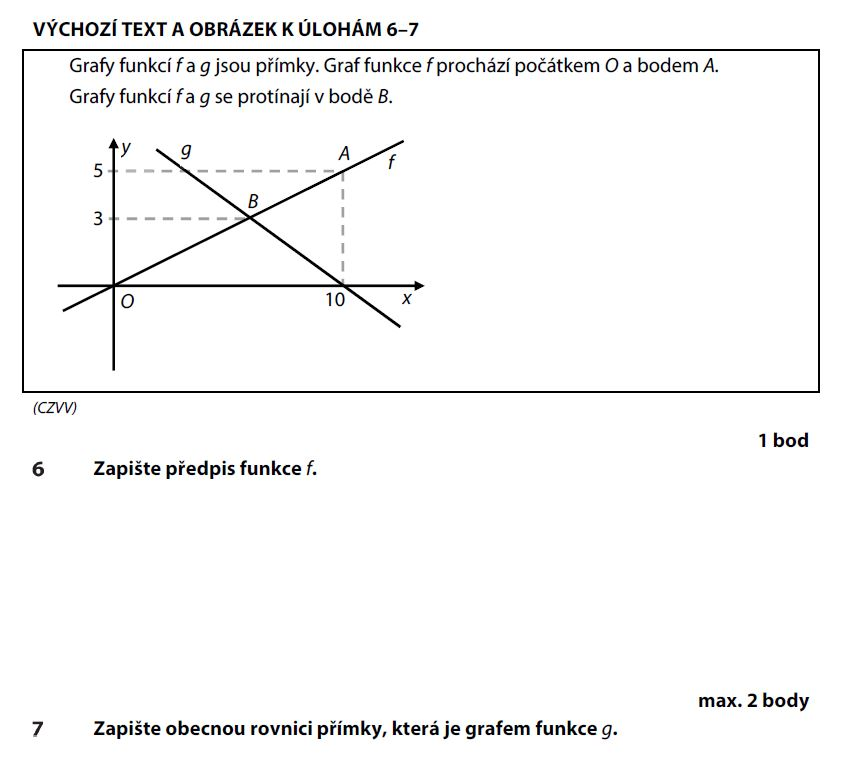 VÝCHOZÍ TEXT A OBRÁZEK K ÚLOHÁM 6–7
Grafy funkcí f a g jsou přímky. Graf funkce f prochází počátkem O a bodem A.
Grafy funkcí f a g se protínají v bodě B.
y
g
A
f
5
B
3
O
10
x
(CZVV)
1 bod
6 Zapište předpis funkce f.
max. 2 body
7 Zapište obecnou rovnici přímky, která je grafem funkce g.